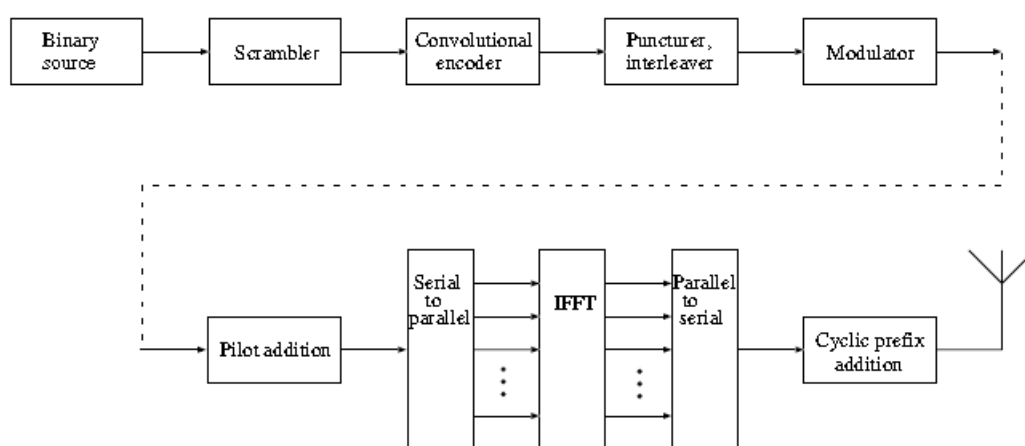 Binary
source
Scrambler
Convolutional
encoder
Puncturer,
interleaver
Modulator
Pilot addition
Serial
to
parallel
IFFT
Parallel
to
serial
Cyclic prefix
addition